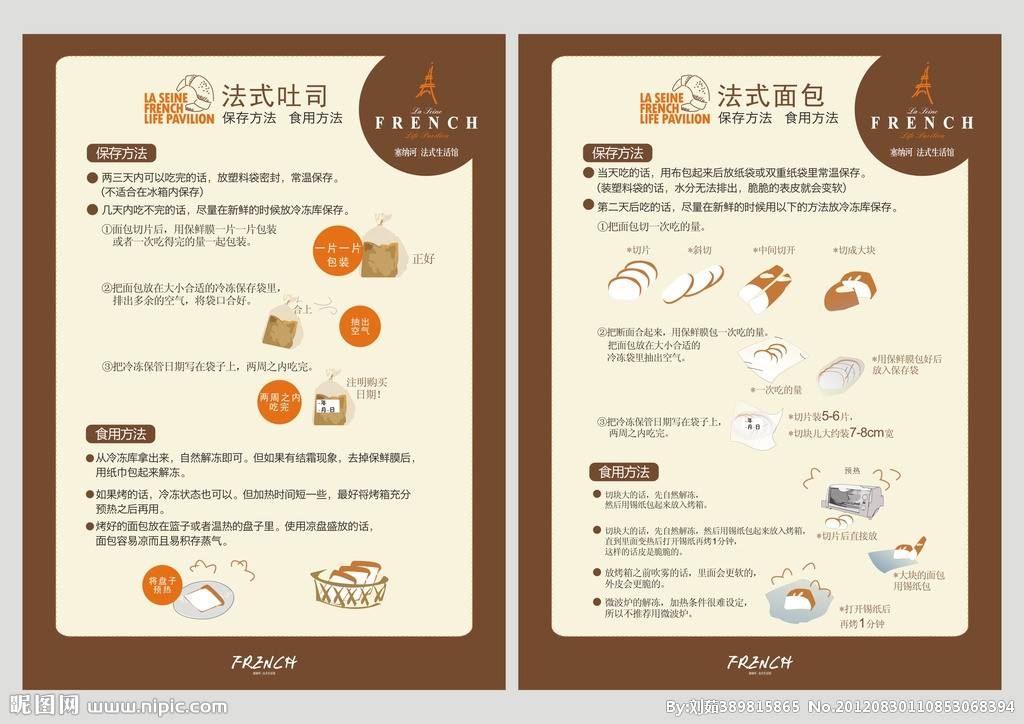 LA SEINE
FRENCH
LIFE PAVILION
法式吐司
保存方法 食用方法
La Seine
FRENCH
Life Pavilion
塞纳河 法式生活馆
保存方法
●两三天内可以吃完的话，放塑料袋密封，常温保存。
(不适合在冰箱内保存)
●几天内吃不完的话，尽量在新鲜的时候放冷冻库保存。
①面包切片后，用保鲜膜一片一片包装
或者一次吃得完的量一起包装。
一片一片
包装
正好
②把面包放在大小合适的冷冻保存袋里，
排出多余的空气，将袋口合好。
合上
抽出
空气
③把冷冻保管日期写在袋子上，两周之内吃完。
两周之内
吃完
-年
-月-日
注明购买
日期！
食用方法
●从冷冻库拿出来，自然解冻即可。但如果有结霜现象，去掉保鲜膜后，
用纸巾包起来解冻。
●如果烤的话，冷冻状态也可以。但加热时间短一些，最好将烤箱充分
预热之后再用。
●烤好的面包放在篮子或者温热的盘子里。使用凉盘盛放的话，
面包容易凉而且易积存蒸气。
将盘子
预热
FRENCH
LA SEINE
FRENCH
LIFE PAVILION
法式面包
保存方法 食用方法
La Seine
FRENCH
Life Pavilion
塞纳河 法式生活馆
保存方法
●当天吃的话，用布包起来后放纸袋或双重纸袋里常温保存。
(装塑料袋的话，水分无法排出，脆脆的表皮就会变软)
●第二天后吃的话，尽量在新鲜的时候用以下的方法放冷冻库保存。
①把面包切一次吃的量。
*切片 *斜切 *中间切开 *切成大块
②把断面合起来，用保鲜膜包一次吃的量。
把面包放在大小合适的
冷冻袋里抽出空气。
*一次吃的量
*用保鲜膜包好后
放入保存袋
③把冷冻保管日期写在袋子上，
两周之内吃完。
-年
-月-日
*切片装5-6片，
*切块儿大约装7-8cm宽
食用方法
●切块大的话，先自然解冻，
然后用锡纸包起来放入烤箱。
预热
*切片后直接放
●切块大的话，先自然解冻，然后用锡纸包起来放入烤箱，
直到里面变热后打开锡纸再烤1分钟，
这样的话皮是脆脆的。
*大块的面包
用锡纸包
●放烤箱之前吹雾的话，里面会更软的，
外皮会更脆的。
●微波炉的解冻，加热条件很难设定，
所以不推荐用微波炉。
*打开锡纸后
再烤1分钟
FRENCH
昵图网 www.nipic.com
By:刘茹389815865 No.20120830110853068394